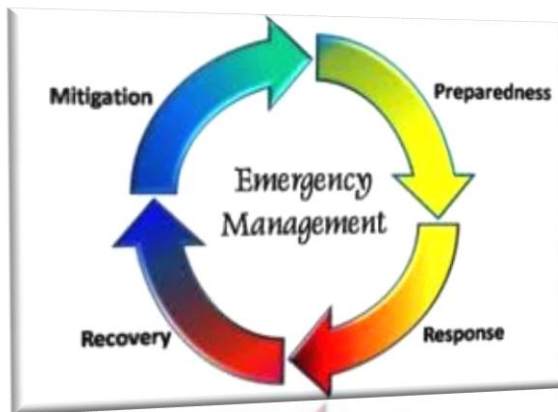 Mitigation
Preparedness
Emergency
Management
Recovery
Response